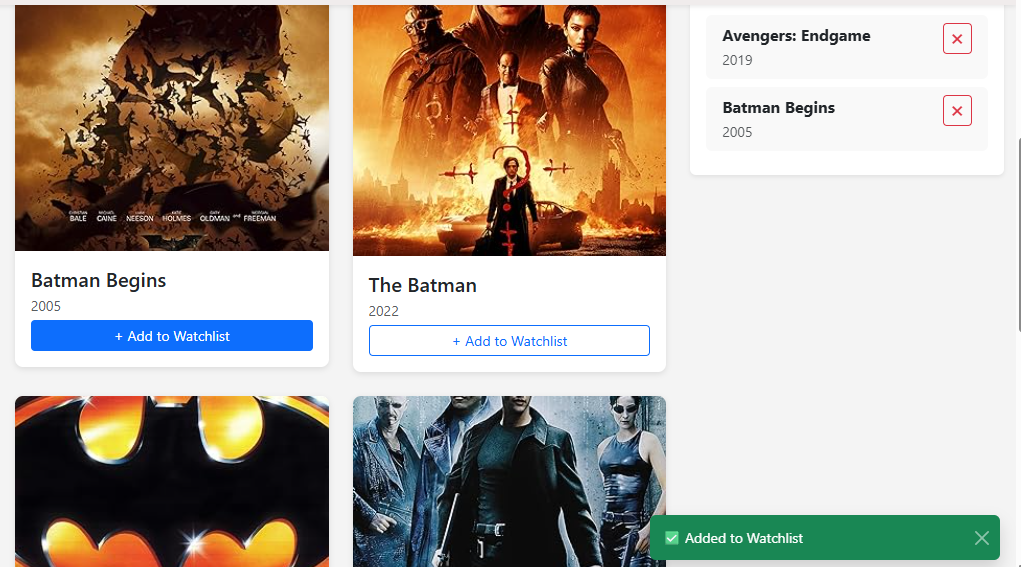 CHRISTIAN BALE MICHAEL CAINE LIAM NEESON KATIE HOLMES GARY OLDMAN and MORGAN FREEMAN
Batman Begins
2005
+ Add to Watchlist
The Batman
2022
+ Add to Watchlist
Avengers: Endgame
2019
Batman Begins
2005
✅ Added to Watchlist